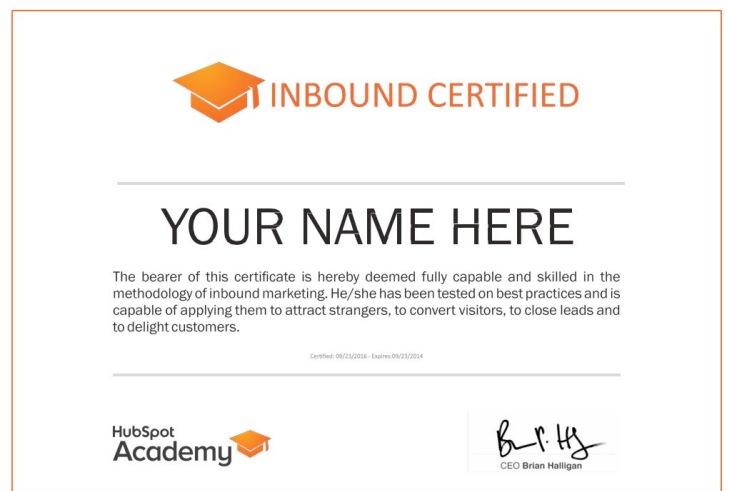 INBOUND CERTIFIED
YOUR NAME HERE
The bearer of this certificate is hereby deemed fully capable and skilled in the
methodology of inbound marketing. He/she has been tested on best practices and is
capable of applying them to attract strangers, to convert visitors, to close leads and
to delight customers.
Certified: 09/23/2016 - Expires:09/23/2014
HubSpot
Academy
CEO Brian Halligan